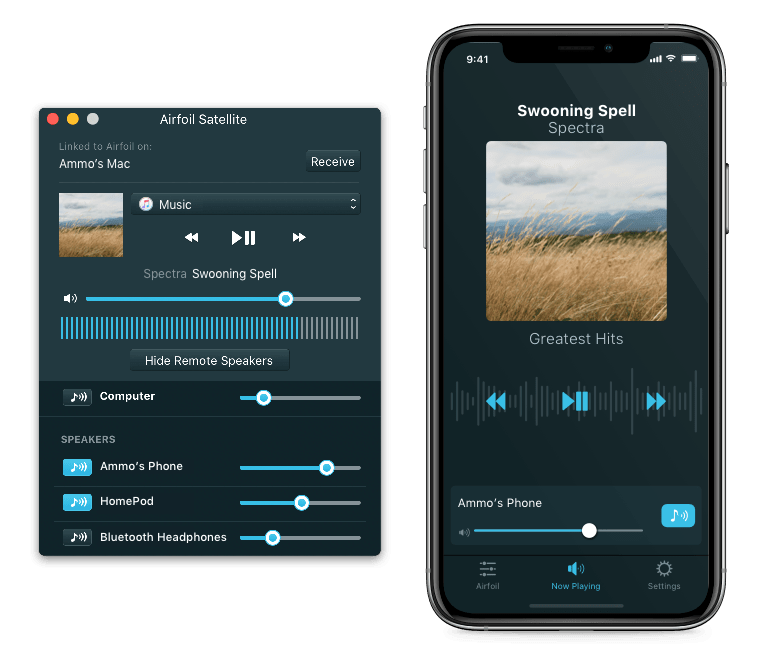 Airfoil Satellite
Linked to Airfoil on:
Ammo's Mac
Receive
Music
Spectra Swooning Spell
Hide Remote Speakers
Computer
SPEAKERS
Ammo's Phone
HomePod
Bluetooth Headphones
9:41
Swooning Spell
Spectra
Greatest Hits
Ammo's Phone
Airfoil
Now Playing
Settings